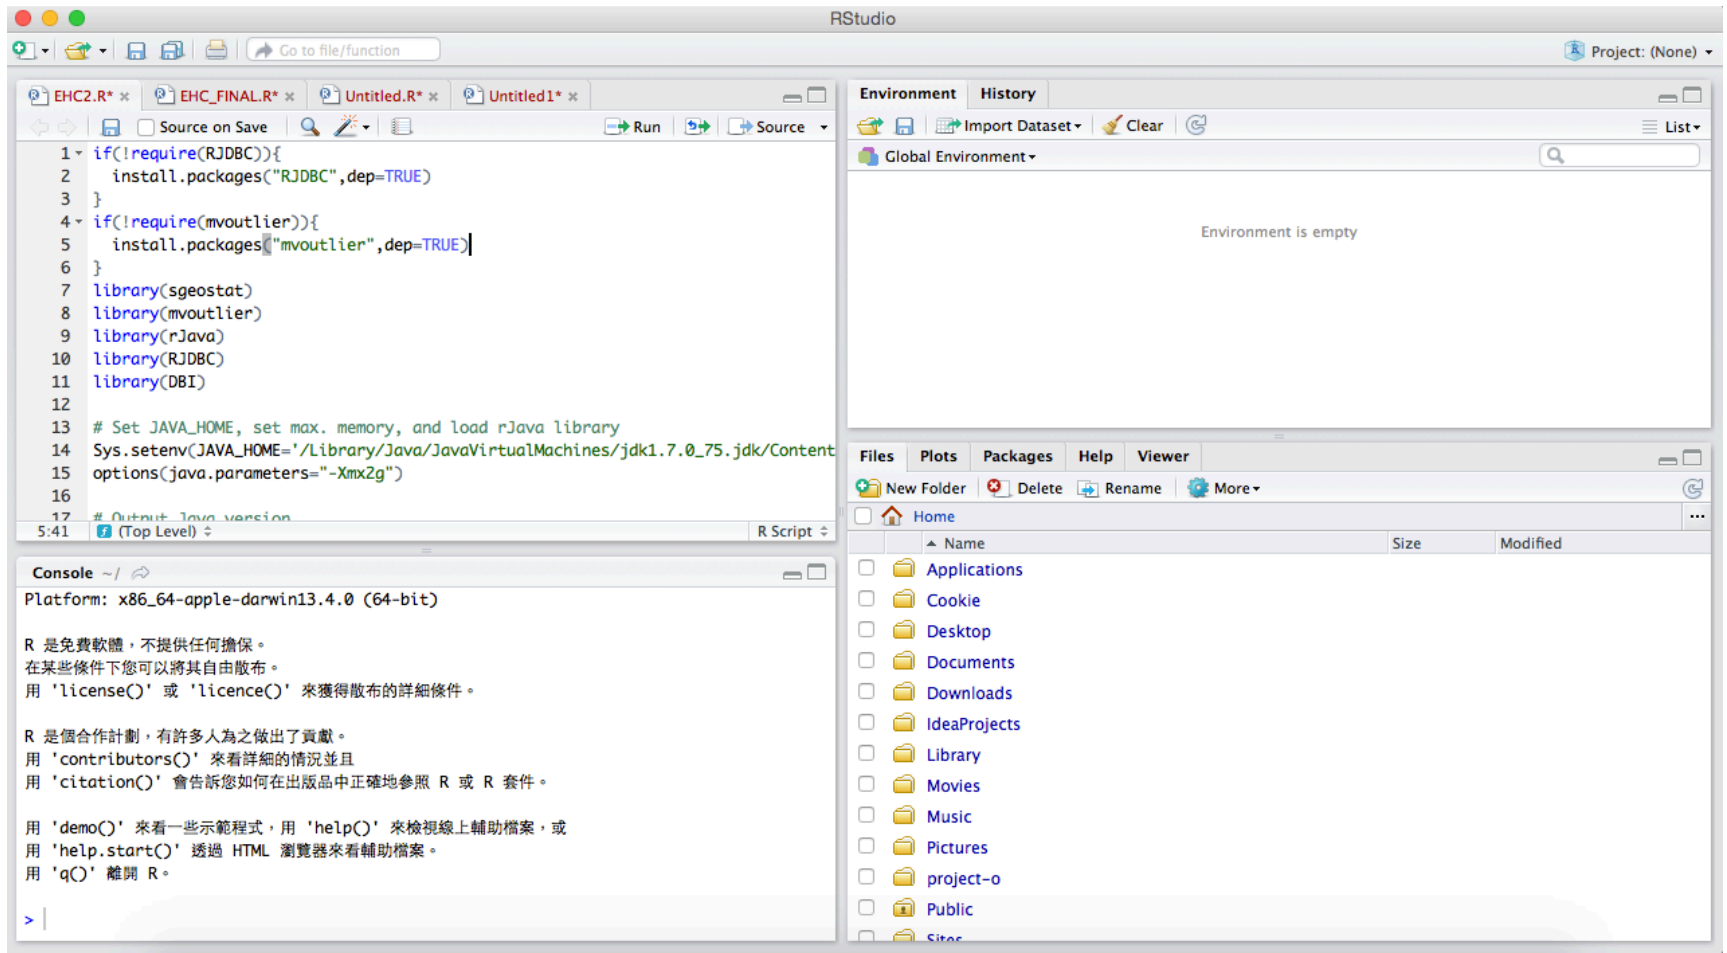 RStudio
Go to file/function
Project: (None)
EHC2.R*
EHC_FINAL.R*
Untitled.R*
Untitled1*
Source on Save
Run
Source
1 if(!require(RJDBC)){
2   install.packages("RJDBC",dep=TRUE)
3 }
4 if(!require(mvoutlier)){
5   install.packages("mvoutlier",dep=TRUE)
6 }
7 library(sgeostat)
8 library(mvoutlier)
9 library(rJava)
10 library(RJDBC)
11 library(DBI)
12
13 # Set JAVA_HOME, set max. memory, and load rJava library
14 Sys.setenv(JAVA_HOME='/Library/Java/JavaVirtualMachines/jdk1.7.0_75.jdk/Content
15 options(java.parameters="-Xmx2g")
16
17 # Output Java version
5:41 (Top Level) R Script
Console ~/
Platform: x86_64-apple-darwin13.4.0 (64-bit)
R 是免費軟體，不提供任何擔保。
在某些條件下您可以將其自由散布。
用 'license()' 或 'licence()' 來獲得散布的詳細條件。
R 是個合作計劃，有許多人為之做出了貢獻。
用 'contributors()' 來看詳細的情況並且
用 'citation()' 會告訴您如何在出版品中正確地參照 R 或 R 套件。
用 'demo()' 來看一些示範程式，用 'help()' 來檢視線上輔助檔案，或
用 'help.start()' 透過 HTML 瀏覽器來看輔助檔案。
用 'q()' 離開 R。
>
Environment History
Import Dataset Clear List
Global Environment
Environment is empty
Files Plots Packages Help Viewer
New Folder Delete Rename More
Home ...
Name Size Modified
Applications
Cookie
Desktop
Documents
Downloads
IdeaProjects
Library
Movies
Music
Pictures
project-o
Public
Sites